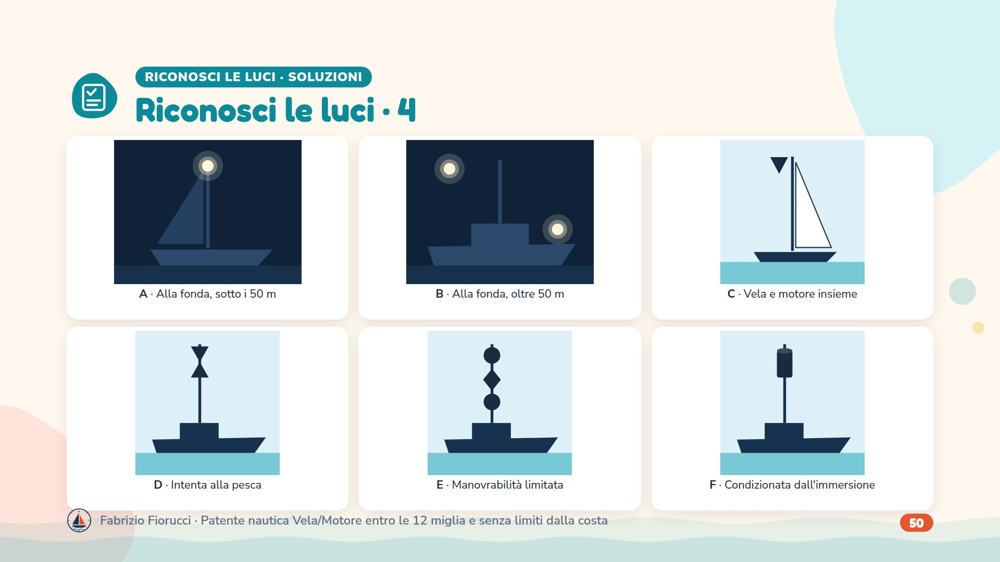 RICONOSCI LE LUCI · SOLUZIONI
Riconosci le luci · 4
A · Alla fonda, sotto i 50 m
B · Alla fonda, oltre 50 m
C · Vela e motore insieme
D · Intenta alla pesca
E · Manovrabilità limitata
F · Condizionata dall'immersione
Fabrizio Fiorucci · Patente nautica Vela/Motore entro le 12 miglia e senza limiti dalla costa
50